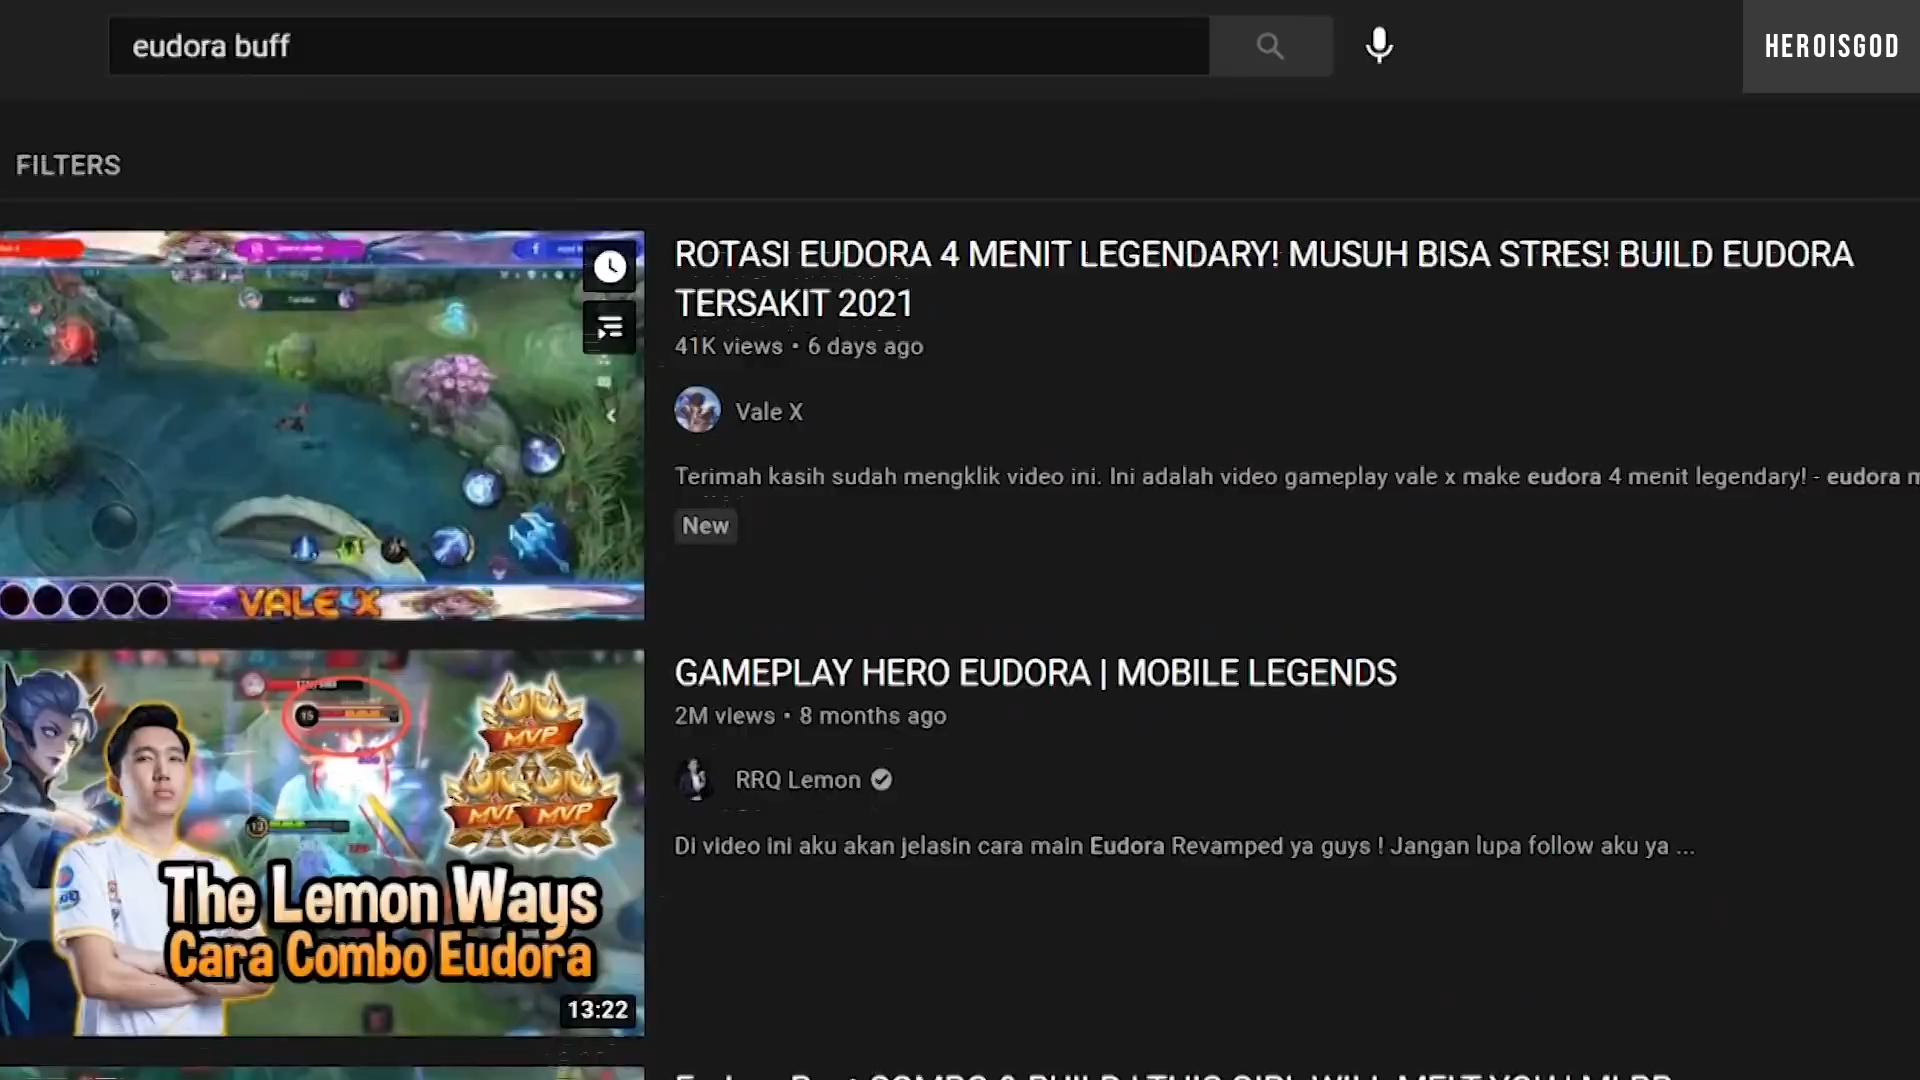 eudora buff
HEROISGOD
FILTERS
ROTASI EUDORA 4 MENIT LEGENDARY! MUSUH BISA STRES! BUILD EUDORA
TERSAKIT 2021
41K views • 6 days ago
Vale X
Terimah kasih sudah mengklik video ini. Ini adalah video gameplay vale x make eudora 4 menit legendary! - eudora
New
VALE X
GAMEPLAY HERO EUDORA | MOBILE LEGENDS
2M views • 8 months ago
RRQ Lemon
Di video ini aku akan jelasin cara main Eudora Revamped ya guys ! Jangan lupa follow aku ya ...
15
MVP
MVP MVP
13
The Lemon Ways
Cara Combo Eudora
13:22